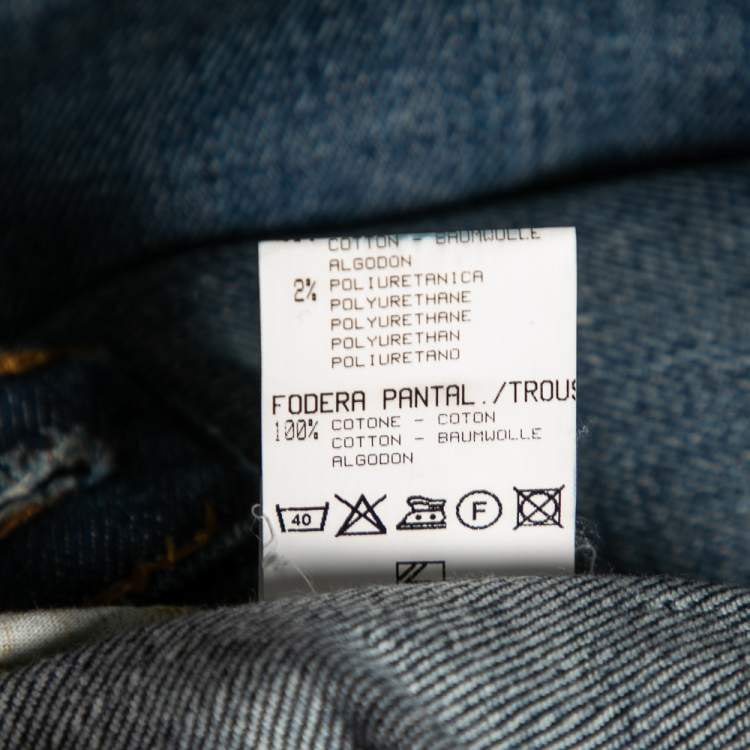 COTTON - BAUMWOLLE
ALGODON
2% POLIURETANICA
POLYURETHANE
POLYURETHANE
POLYURETHAN
POLIURETANO
FODERA PANTAL./TROUS
100% COTONE - COTON
COTTON - BAUMWOLLE
ALGODON
40 F